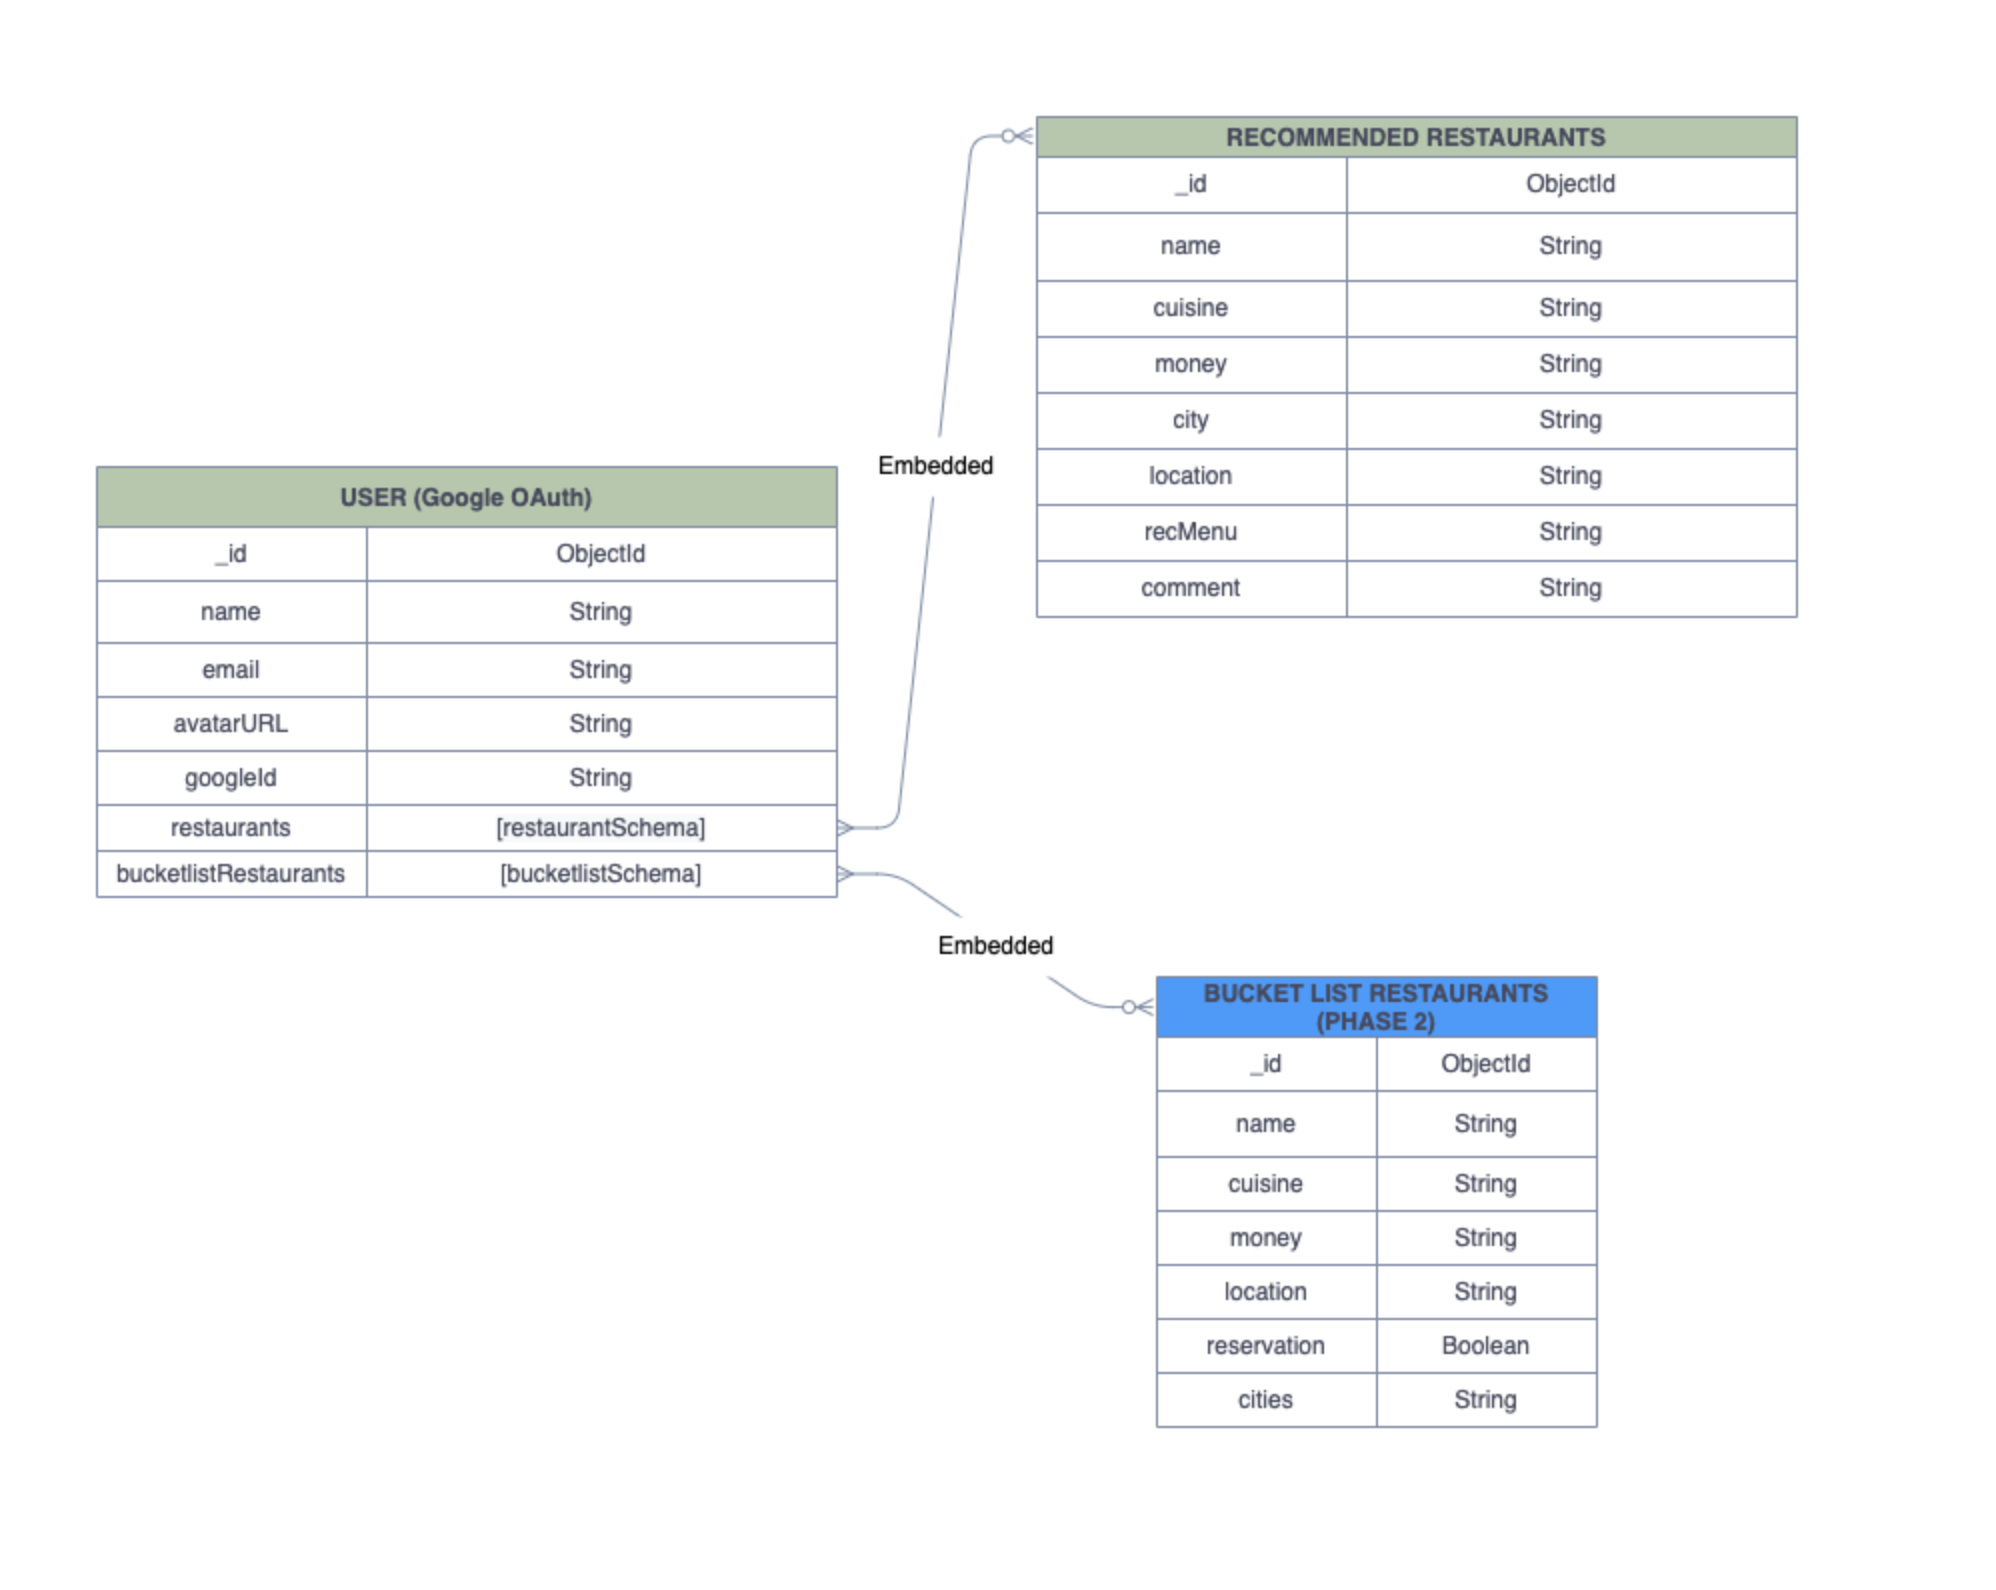 RECOMMENDED RESTAURANTS
_id ObjectId
name String
cuisine String
money String
city String
location String
recMenu String
comment String
Embedded
USER (Google OAuth)
_id ObjectId
name String
email String
avatarURL String
googleId String
restaurants [restaurantSchema]
bucketlistRestaurants [bucketlistSchema]
Embedded
BUCKET LIST RESTAURANTS
(PHASE 2)
_id ObjectId
name String
cuisine String
money String
location String
reservation Boolean
cities String